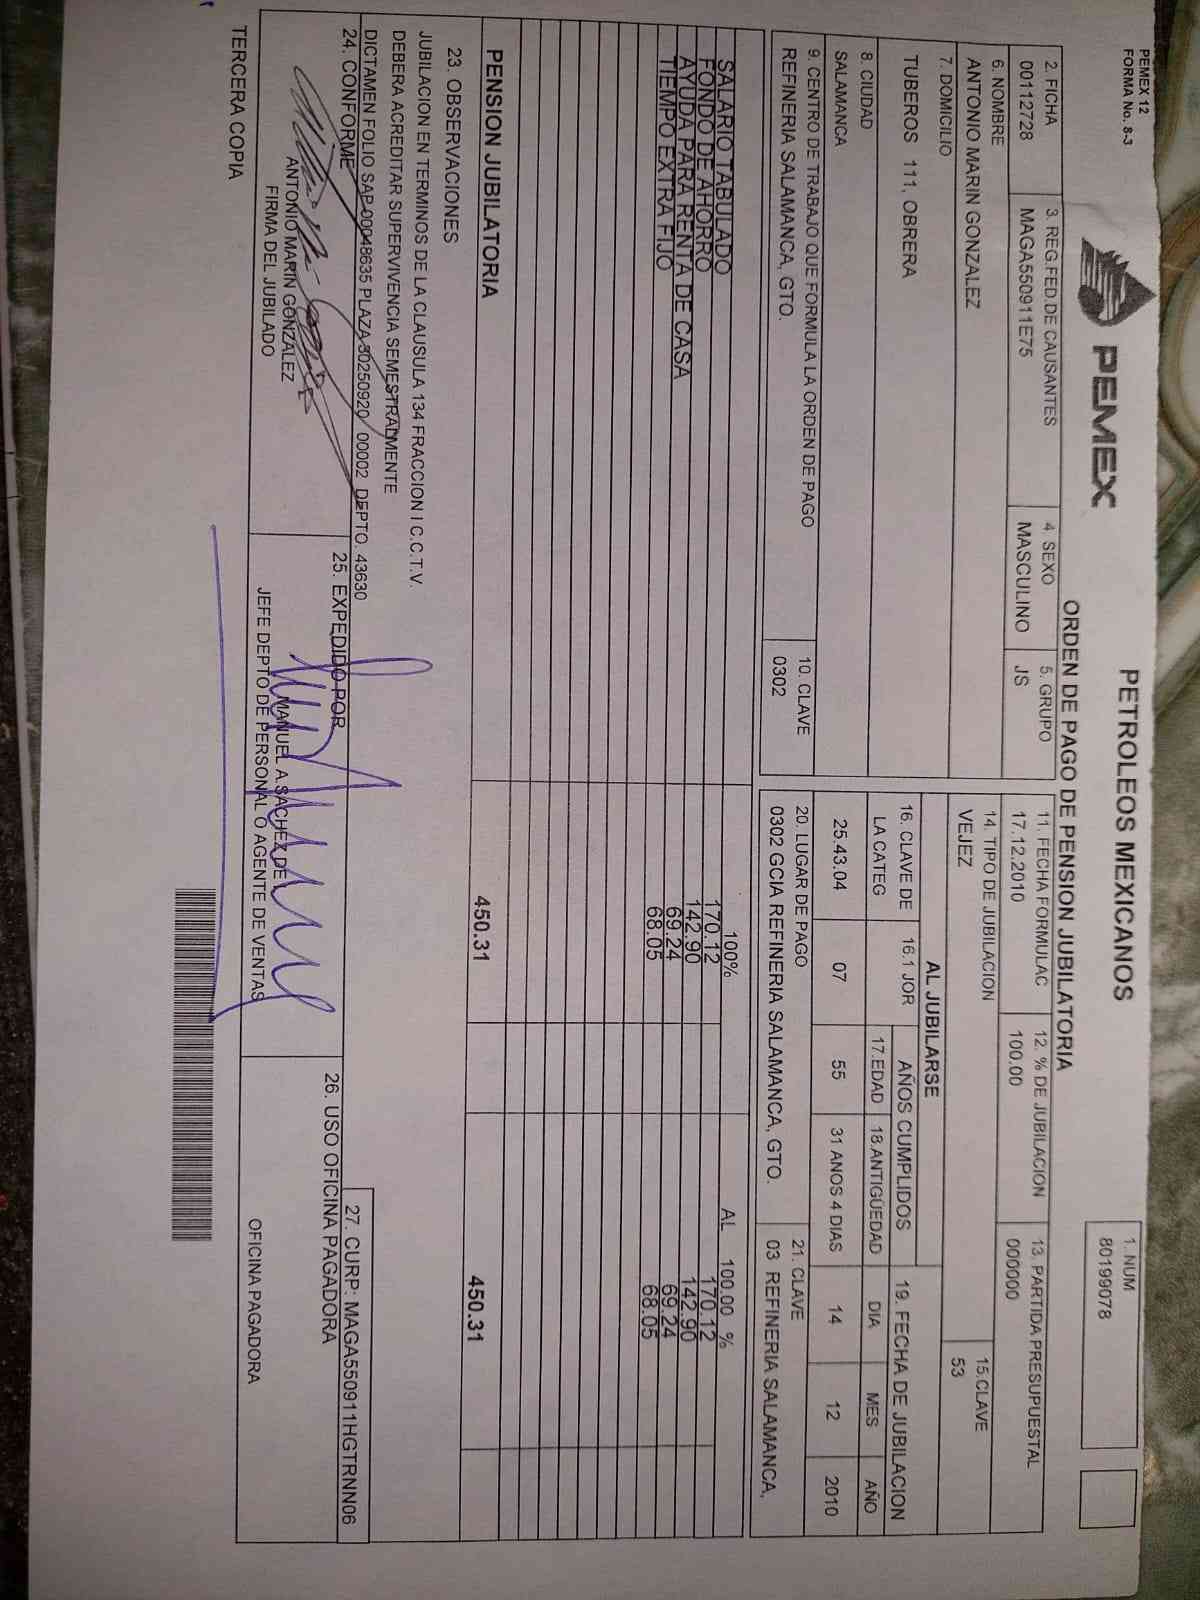 PEMEX 12
FORMA No. 8-3
PEMEX
PETROLEOS MEXICANOS
ORDEN DE PAGO DE PENSION JUBILATORIA
1. NUM
80199078
2. FICHA
00112728
3. REG.FED.DE CAUSANTES
MAGA550911E75
4. SEXO
MASCULINO
5. GRUPO
JS
6. NOMBRE
ANTONIO MARIN GONZALEZ
7. DOMICILIO
TUBEROS 111, OBRERA
8. CIUDAD
SALAMANCA
9. CENTRO DE TRABAJO QUE FORMULA LA ORDEN DE PAGO
REFINERIA SALAMANCA, GTO.
10. CLAVE
0302
11. FECHA FORMULAC
17.12.2010
12. % DE JUBILACION
100.00
13. PARTIDA PRESUPUESTAL
000000
14. TIPO DE JUBILACION
VEJEZ
15.CLAVE
53
AL JUBILARSE
16. CLAVE DE
LA CATEG
16.1 JOR
AÑOS CUMPLIDOS
17.EDAD
18.ANTIGÜEDAD
19. FECHA DE JUBILACION
DIA
MES
AÑO
25.43.04
07
55
31 ANOS 4 DIAS
14
12
2010
20. LUGAR DE PAGO
0302 GCIA REFINERIA SALAMANCA, GTO.
21. CLAVE
03 REFINERIA SALAMANCA,
100%
AL 100.00 %
SALARIO TABULADO 170.12 170.12
FONDO DE AHORRO 142.90 142.90
AYUDA PARA RENTA DE CASA 69.24 69.24
TIEMPO EXTRA FIJO 68.05 68.05
PENSION JUBILATORIA 450.31 450.31
23. OBSERVACIONES
JUBILACION EN TERMINOS DE LA CLAUSULA 134 FRACCION I C.C.T.V.
DEBERA ACREDITAR SUPERVIVENCIA SEMESTRALMENTE
DICTAMEN FOLIO SAP 00048635 PLAZA 30250920 00002 DEPTO. 43630
27. CURP: MAGA550911HGTRNN06
24. CONFORME
ANTONIO MARIN GONZALEZ
FIRMA DEL JUBILADO
25. EXPEDIDO POR
MANUEL A.SACHEZ DE
JEFE DEPTO DE PERSONAL O AGENTE DE VENTAS
26. USO OFICINA PAGADORA
OFICINA PAGADORA
TERCERA COPIA